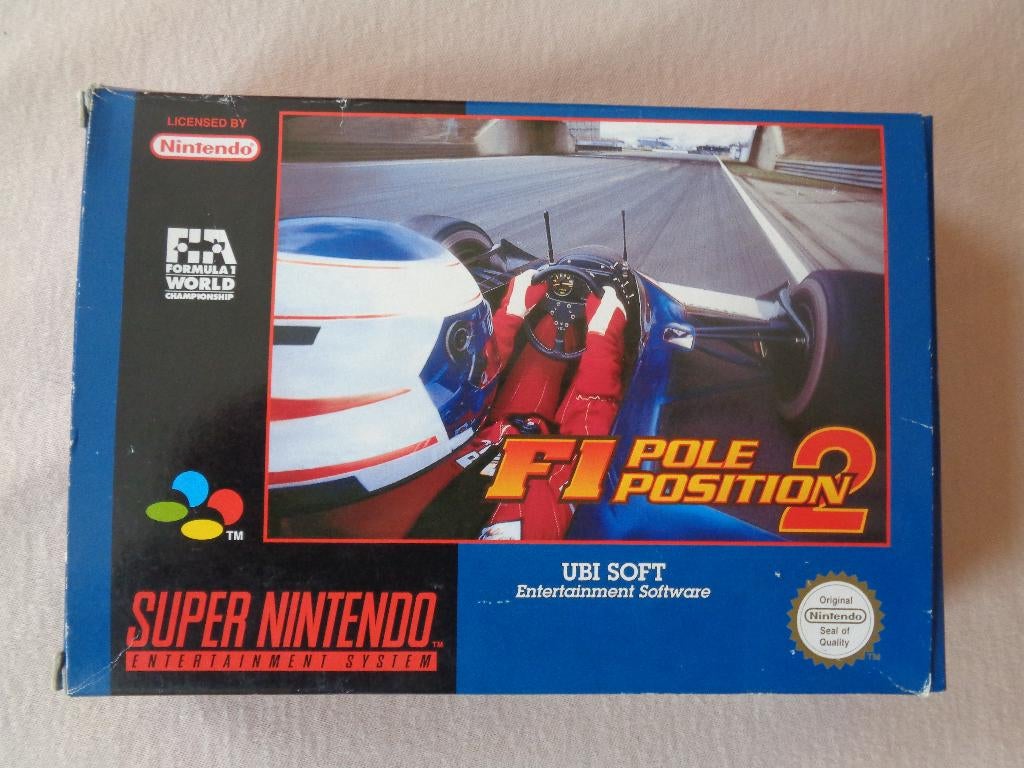 LICENSED BY
Nintendo®
FIA
FORMULA 1
WORLD
CHAMPIONSHIP
F1 POLE
POSITION 2
TM
UBI SOFT
Entertainment Software
SUPER NINTENDO TM
ENTERTAINMENT SYSTEM
Original
Nintendo
Seal of
Quality
TM